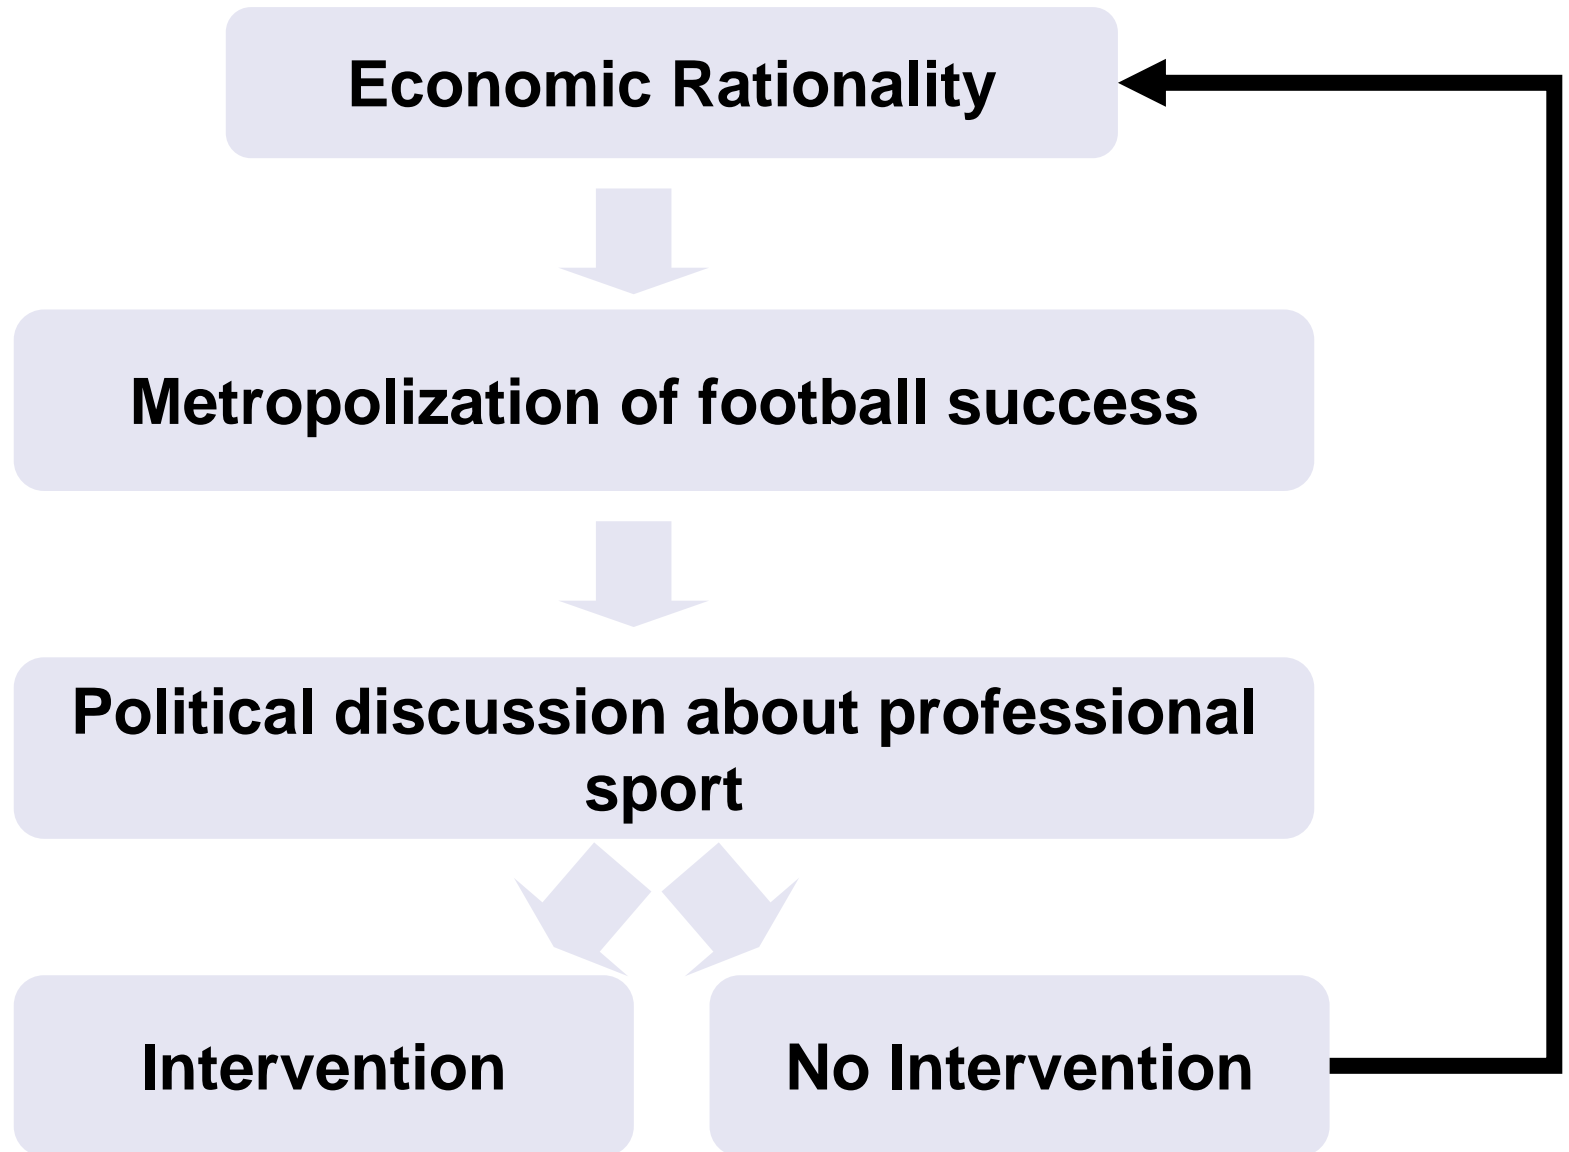 Economic Rationality
Metropolization of football success
Political discussion about professional
sport
Intervention
No Intervention